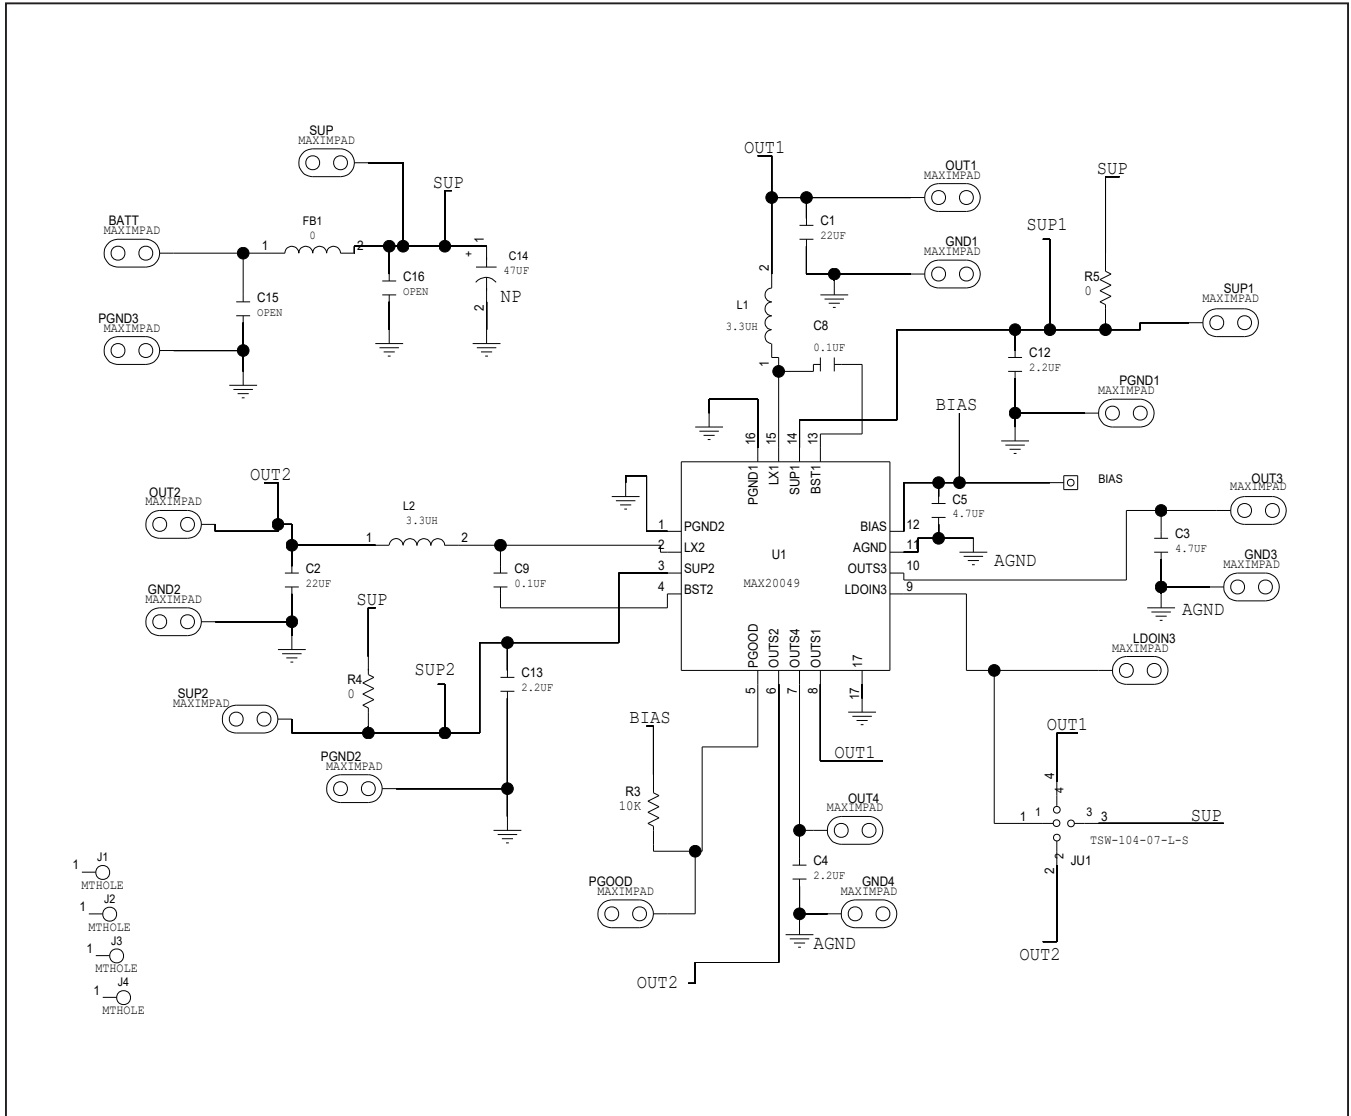 SUP
MAXIMPAD
SUP
BATT
MAXIMPAD
FB1
0
1
2
+
1
C14
47UF
NP
2
C16
OPEN
C15
OPEN
PGND3
MAXIMPAD
OUT1
OUT1
MAXIMPAD
C1
22UF
GND1
MAXIMPAD
2
L1
3.3UH
1
C8
0.1UF
SUP
SUP1
R5
0
SUP1
MAXIMPAD
C12
2.2UF
PGND1
MAXIMPAD
BIAS
16
15
14
13
PGND1
LX1
SUP1
BST1
OUT2
OUT2
MAXIMPAD
L2
3.3UH
1
2
C2
22UF
C9
0.1UF
GND2
MAXIMPAD
1
PGND2
2
LX2
3
SUP2
4
BST2
U1
MAX20049
BIAS
12
AGND
11
OUTS3
10
LDOIN3
9
C5
4.7UF
BIAS
AGND
OUT3
MAXIMPAD
C3
4.7UF
GND3
MAXIMPAD
AGND
LDOIN3
MAXIMPAD
SUP
R4
0
SUP2
SUP2
MAXIMPAD
C13
2.2UF
PGND2
MAXIMPAD
PGOOD
OUTS2
OUTS4
OUTS1
17
5
6
7
8
17
BIAS
R3
10K
OUT1
OUT4
MAXIMPAD
C4
2.2UF
GND4
MAXIMPAD
AGND
PGOOD
MAXIMPAD
OUT2
OUT1
4
4
1
1
3
3
SUP
TSW-104-07-L-S
2
2
JU1
OUT2
1
J1
MTHOLE
1
J2
MTHOLE
1
J3
MTHOLE
1
J4
MTHOLE